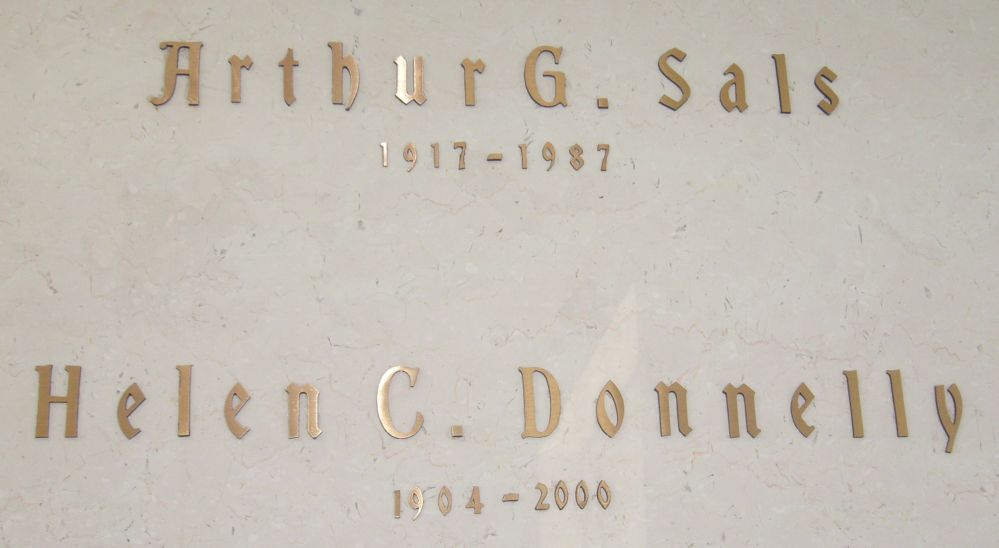 Arthur G. Sals
1917-1987
Helen C. Donnelly
1904-2000